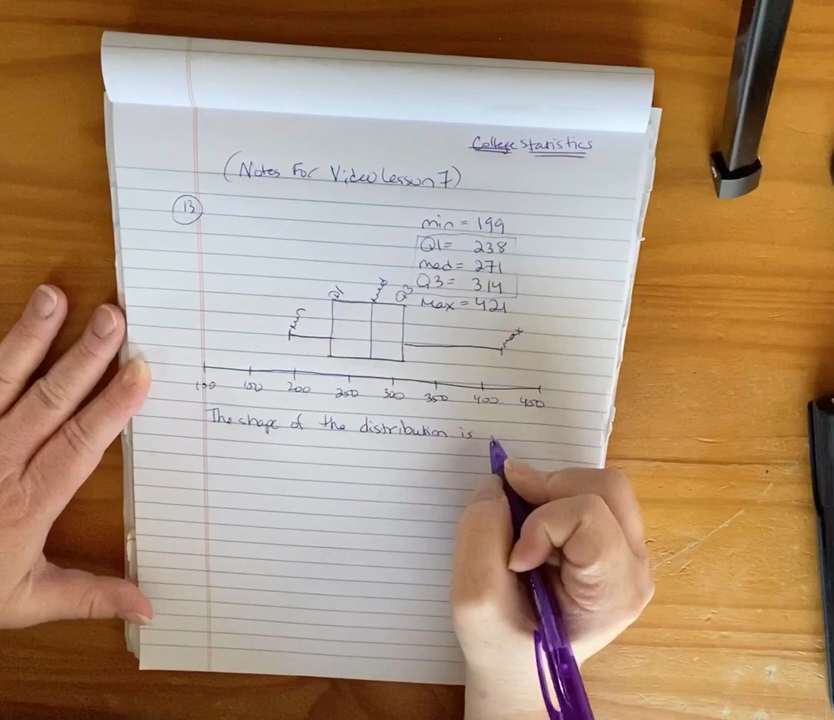 College Statistics
(Notes For Video Lesson 7)
13
min = 199
Q1 = 238
med = 271
Q3 = 314
Max = 421
min
Q1
med
Q3
max
100 150 200 250 300 350 400 450
The shape of the distribution is